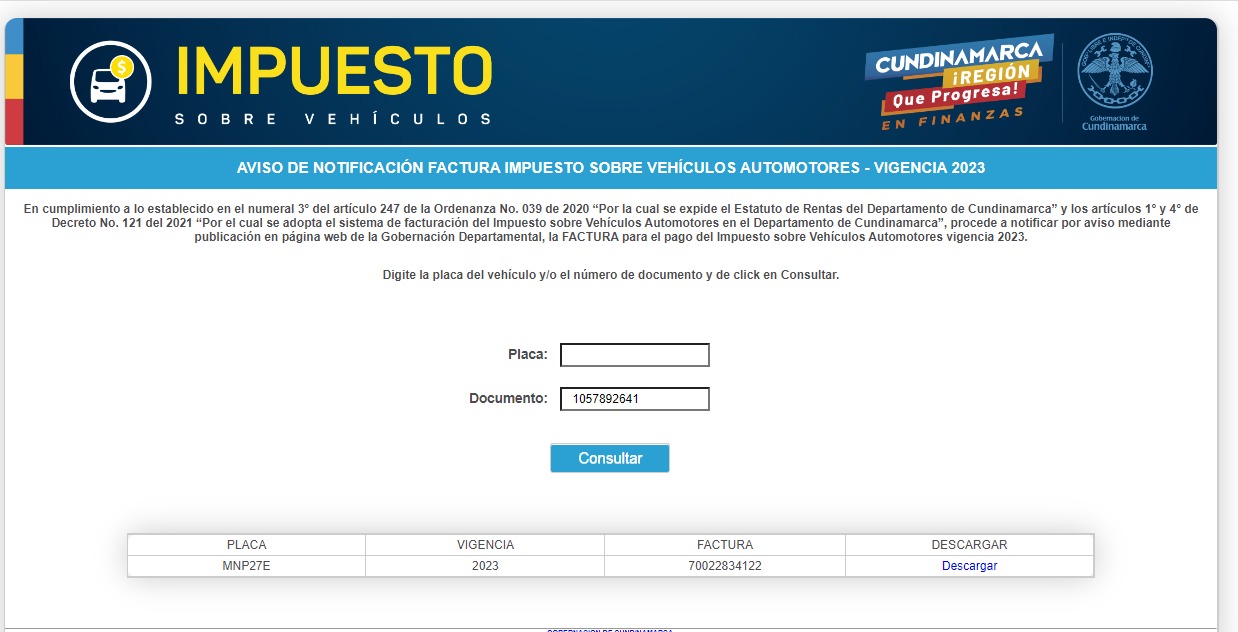 IMPUESTO
SOBRE VEHÍCULOS
$
CUNDINAMARCA
¡REGIÓN
Que Progresa!
EN FINANZAS
Gobernación de
Cundinamarca
AVISO DE NOTIFICACIÓN FACTURA IMPUESTO SOBRE VEHÍCULOS AUTOMOTORES - VIGENCIA 2023
En cumplimiento a lo establecido en el numeral 3° del artículo 247 de la Ordenanza No. 039 de 2020 “Por la cual se expide el Estatuto de Rentas del Departamento de Cundinamarca” y los artículos 1° y 4° de
Decreto No. 121 del 2021 “Por el cual se adopta el sistema de facturación del Impuesto sobre Vehículos Automotores en el Departamento de Cundinamarca”, procede a notificar por aviso mediante
publicación en página web de la Gobernación Departamental, la FACTURA para el pago del Impuesto sobre Vehículos Automotores vigencia 2023.
Digite la placa del vehículo y/o el número de documento y de click en Consultar.
Placa:
Documento: 1057892641
Consultar
PLACA VIGENCIA FACTURA DESCARGAR
MNP27E 2023 70022834122 Descargar
GOBERNACION DE CUNDINAMARCA